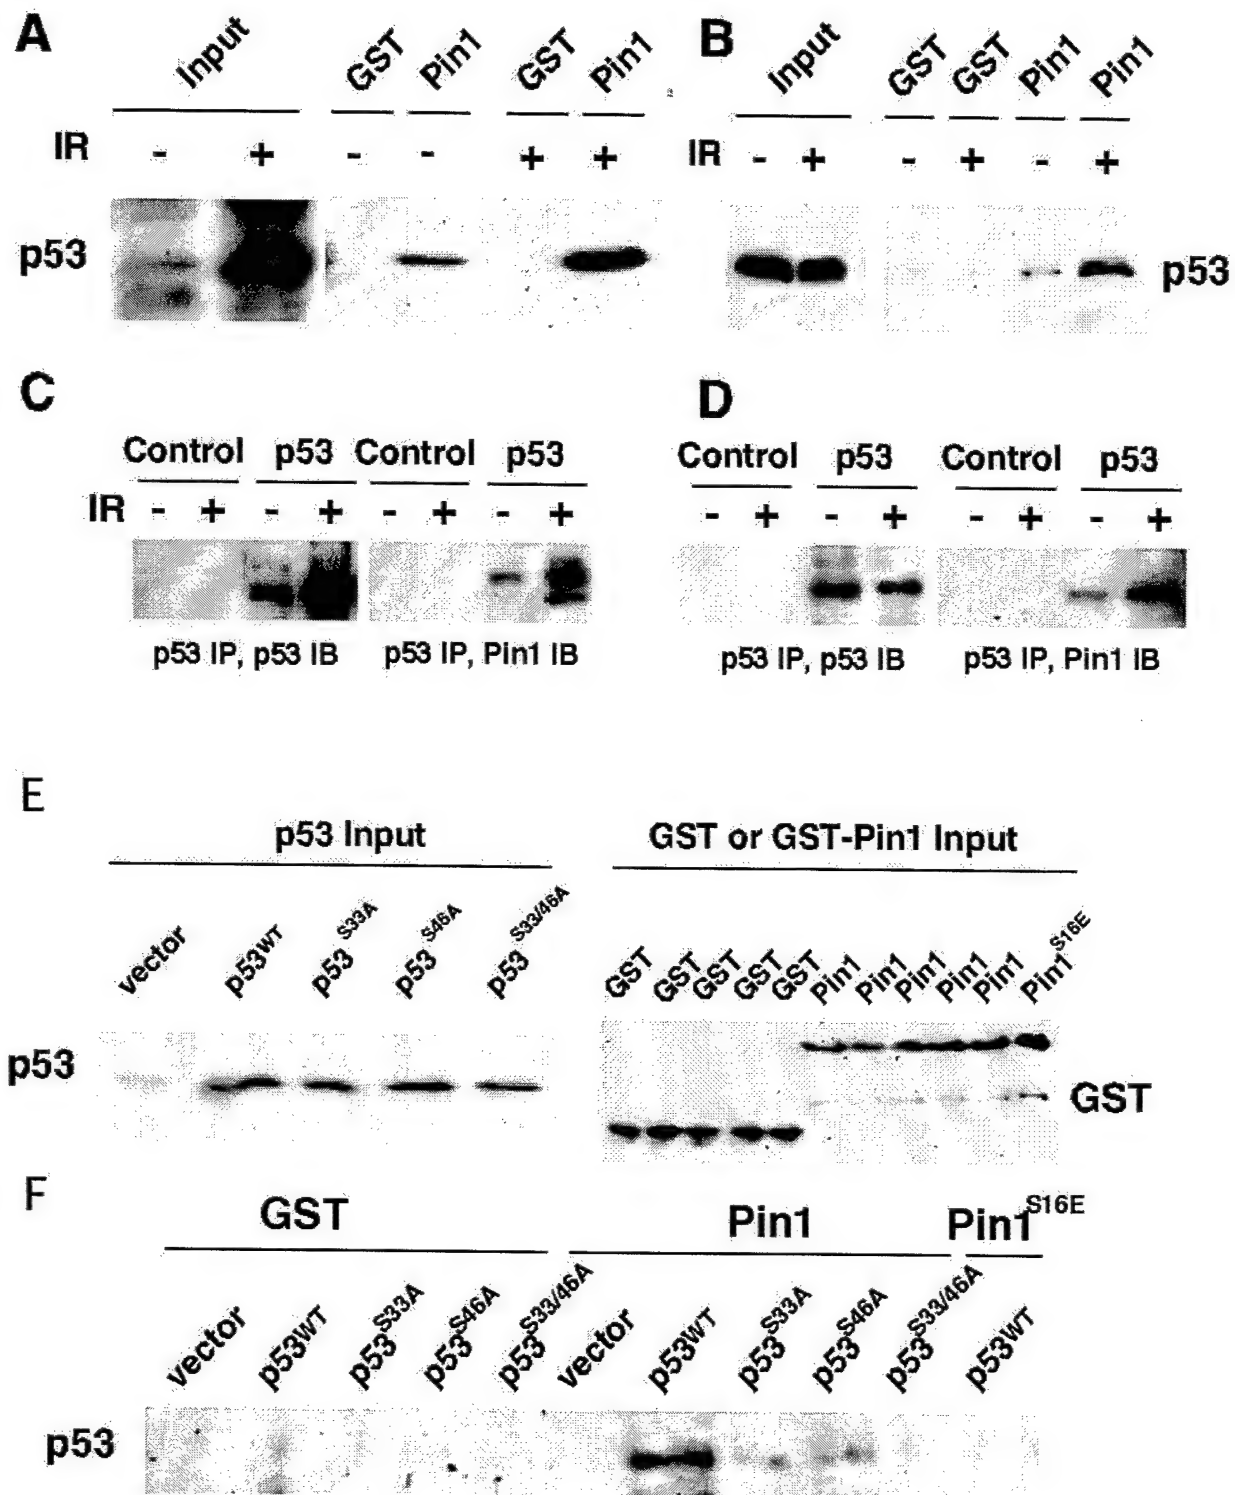 A
Input GST Pin1 GST Pin1
IR - + - - + +
p53
B
Input GST GST Pin1 Pin1
IR - + - + - +
p53
C
Control p53 Control p53
IR - + - + - + - +
p53 IP, p53 IB p53 IP, Pin1 IB
D
Control p53 Control p53
- + - + - + - +
p53 IP, p53 IB p53 IP, Pin1 IB
E
p53 Input GST or GST-Pin1 Input
vector p53WT p53S33A p53S46A p53S33/46A GST GST GST GST GST Pin1 Pin1 Pin1 Pin1 Pin1 Pin1S16E
p53
GST
F
GST Pin1 Pin1S16E
vector p53WT p53S33A p53S46A p53S33/46A vector p53WT p53S33A p53S46A p53S33/46A p53WT
p53